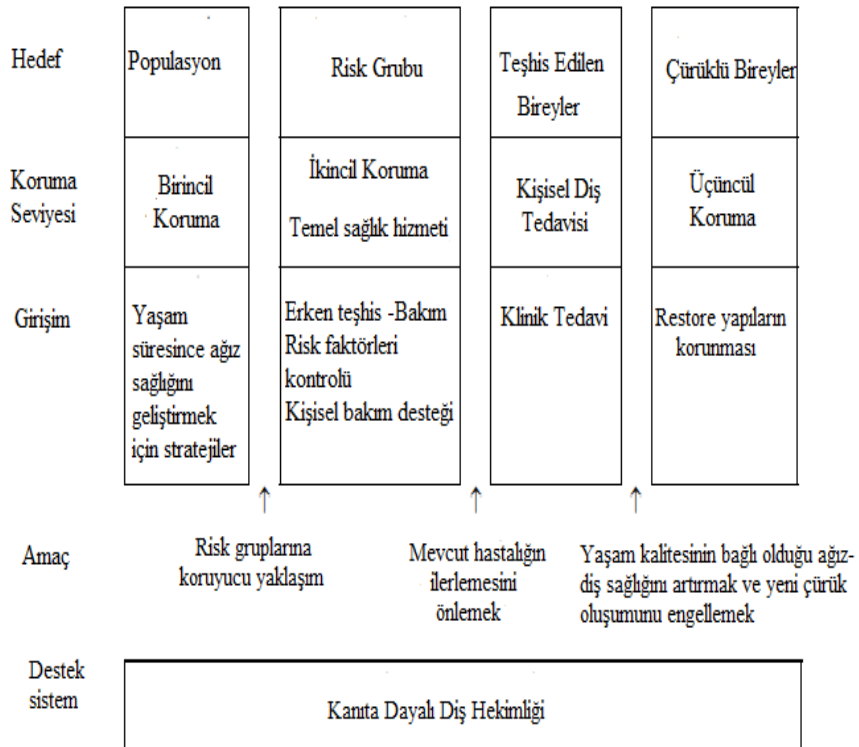 Hedef
Populasyon
Risk Grubu
Teşhis Edilen
Bireyler
Çürüklü Bireyler
Koruma
Seviyesi
Birincil
Koruma
İkincil Koruma
Temel sağlık hizmeti
Kişisel Diş
Tedavisi
Üçüncül
Koruma
Girişim
Yaşam
süresince ağız
sağlığını
geliştirmek
için stratejiler
Erken teşhis -Bakım
Risk faktörleri
kontrolü
Kişisel bakım desteği
Klinik Tedavi
Restore yapıların
korunması
Amaç
Risk gruplarına
koruyucu yaklaşım
Mevcut hastalığın
ilerlemesini
önlemek
Yaşam kalitesinin bağlı olduğu ağız-
diş sağlığını artırmak ve yeni çürük
oluşumunu engellemek
Destek
sistem
Kanıta Dayalı Diş Hekimliği